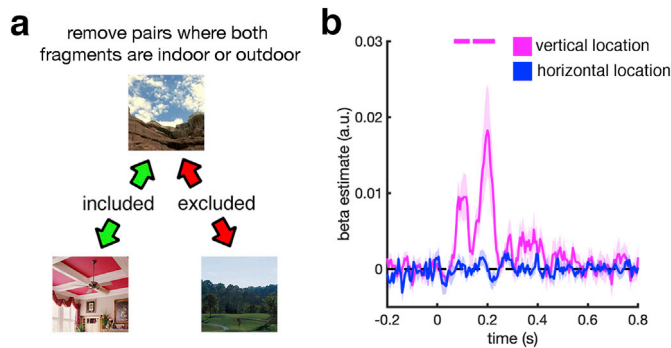 a
remove pairs where both
fragments are indoor or outdoor
included
excluded
b
0.03
0.02
0.01
0
beta estimate (a.u.)
vertical location
horizontal location
-0.2 0 0.2 0.4 0.6 0.8
time (s)